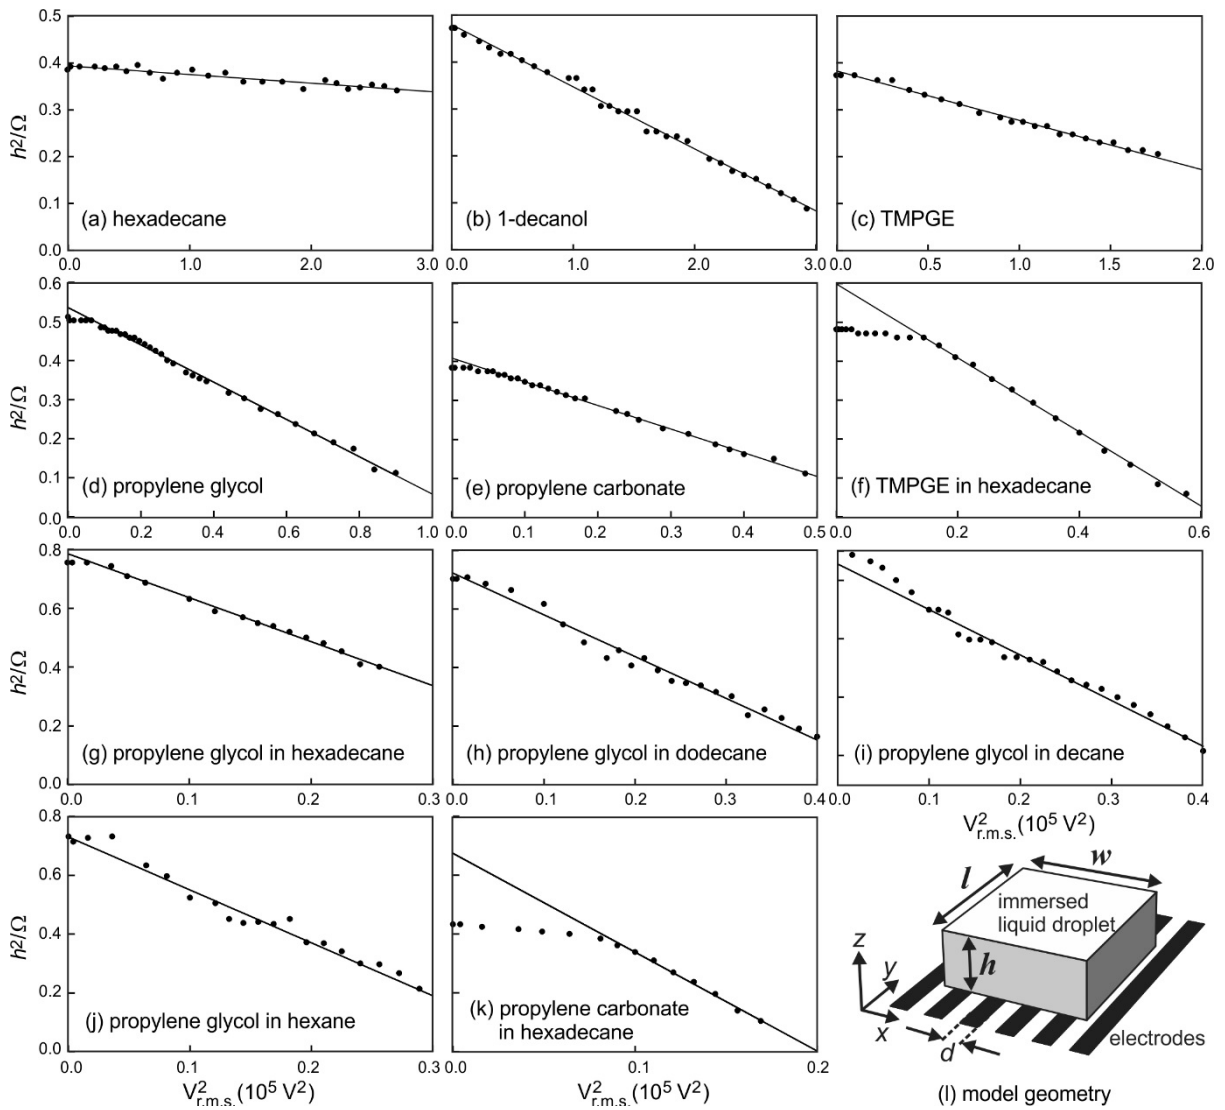 0.5
0.4
0.3
0.2
0.1
0.0
h²/Ω
(a) hexadecane
0.0 1.0 2.0 3.0
(b) 1-decanol
0.0 1.0 2.0 3.0
(c) TMPGE
0.0 0.5 1.0 1.5 2.0
0.6
0.5
0.4
0.3
0.2
0.1
0.0
h²/Ω
(d) propylene glycol
0.0 0.2 0.4 0.6 0.8 1.0
(e) propylene carbonate
0.0 0.1 0.2 0.3 0.4 0.5
(f) TMPGE in hexadecane
0.0 0.2 0.4 0.6
0.8
0.6
0.4
0.2
0.0
h²/Ω
(g) propylene glycol in hexadecane
0.0 0.1 0.2 0.3
(h) propylene glycol in dodecane
0.0 0.1 0.2 0.3 0.4
(i) propylene glycol in decane
0.0 0.1 0.2 0.3 0.4
V²r.m.s.(10⁵ V²)
0.8
0.6
0.4
0.2
0.0
h²/Ω
(j) propylene glycol in hexane
0.0 0.1 0.2 0.3
V²r.m.s.(10⁵ V²)
(k) propylene carbonate
in hexadecane
0.0 0.1 0.2
V²r.m.s.(10⁵ V²)
l
w
immersed
liquid droplet
h
z
y
x
d
electrodes
(l) model geometry